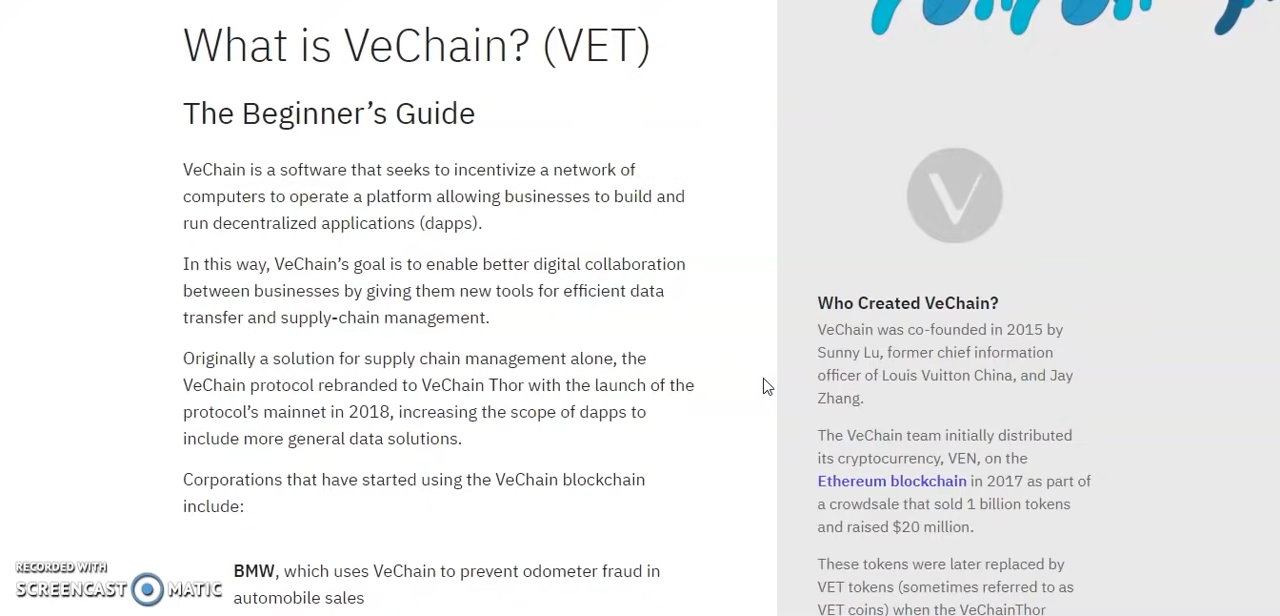 What is VeChain? (VET)
The Beginner’s Guide
VeChain is a software that seeks to incentivize a network of
computers to operate a platform allowing businesses to build and
run decentralized applications (dapps).
In this way, VeChain’s goal is to enable better digital collaboration
between businesses by giving them new tools for efficient data
transfer and supply-chain management.
Originally a solution for supply chain management alone, the
VeChain protocol rebranded to VeChain Thor with the launch of the
protocol’s mainnet in 2018, increasing the scope of dapps to
include more general data solutions.
Corporations that have started using the VeChain blockchain
include:
BMW, which uses VeChain to prevent odometer fraud in
automobile sales
V
Who Created VeChain?
VeChain was co-founded in 2015 by
Sunny Lu, former chief information
officer of Louis Vuitton China, and Jay
Zhang.
The VeChain team initially distributed
its cryptocurrency, VEN, on the
Ethereum blockchain in 2017 as part of
a crowdsale that sold 1 billion tokens
and raised $20 million.
These tokens were later replaced by
VET tokens (sometimes referred to as
VET coins) when the VeChainThor
RECORDED WITH
SCREENCAST MATIC